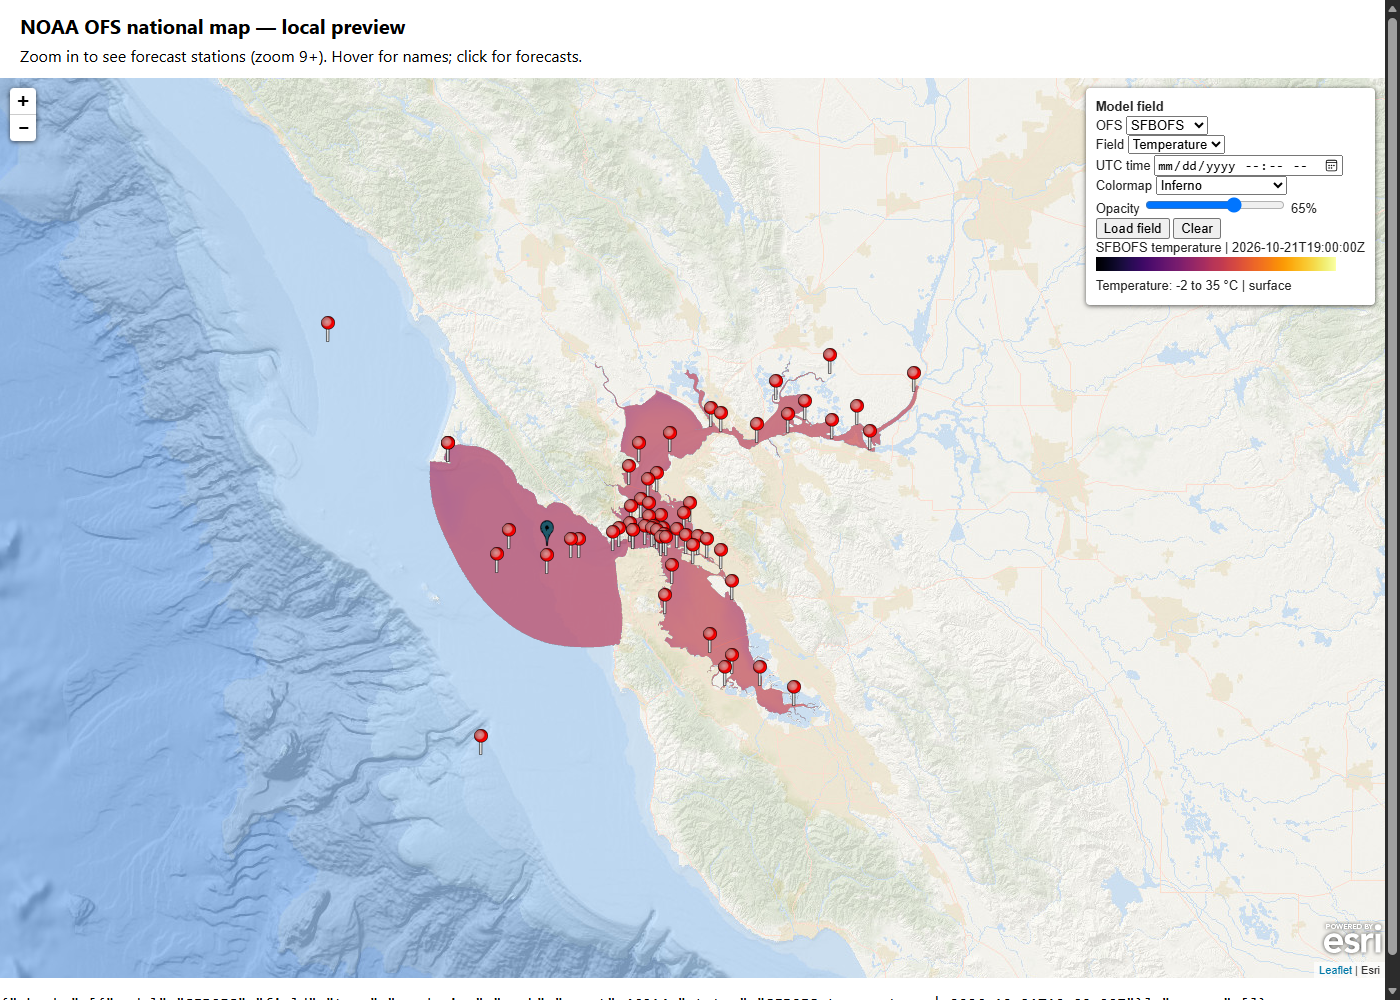 NOAA OFS national map — local preview
Zoom in to see forecast stations (zoom 9+). Hover for names; click for forecasts.
+
−
Model field
OFS SFBOFS
Field Temperature
UTC time mm/dd/yyyy --:-- --
Colormap Inferno
Opacity 65%
Load field Clear
SFBOFS temperature | 2026-10-21T19:00:00Z
Temperature: -2 to 35 °C | surface
POWERED BY
esri
Leaflet | Esri